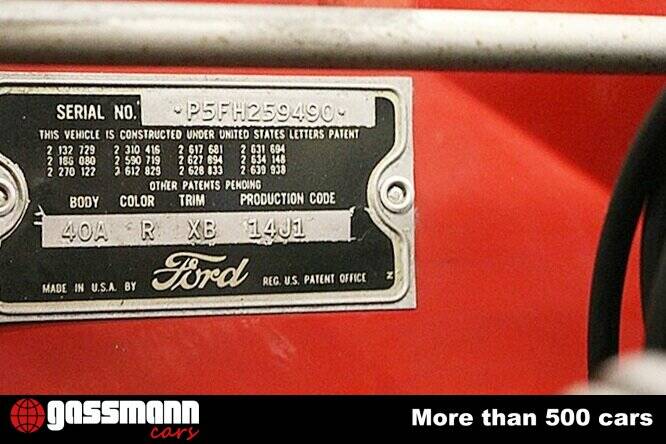 SERIAL NO. ·P5FH259490·
THIS VEHICLE IS CONSTRUCTED UNDER UNITED STATES LETTERS PATENT
2 132 729 2 310 416 2 617 681 2 631 694
2 166 080 2 590 719 2 627 894 2 634 148
2 270 122 2 612 829 2 628 833 2 639 938
OTHER PATENTS PENDING
BODY COLOR TRIM PRODUCTION CODE
40A R XB 14J1
MADE IN U.S.A. BY Ford REG. U.S. PATENT OFFICE N
gassmann
cars
More than 500 cars